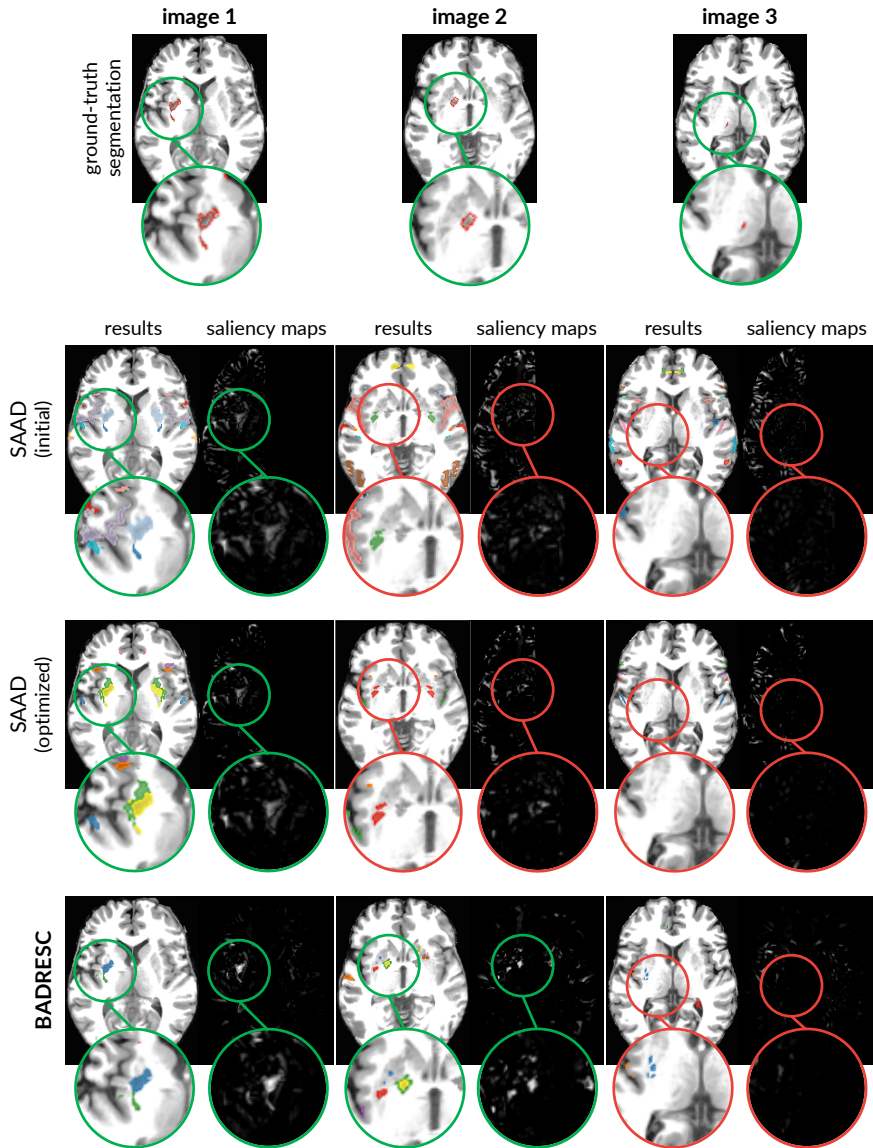 image 1
image 2
image 3
ground-truth
segmentation
results
saliency maps
results
saliency maps
results
saliency maps
SAAD
(initial)
SAAD
(optimized)
BADRESC